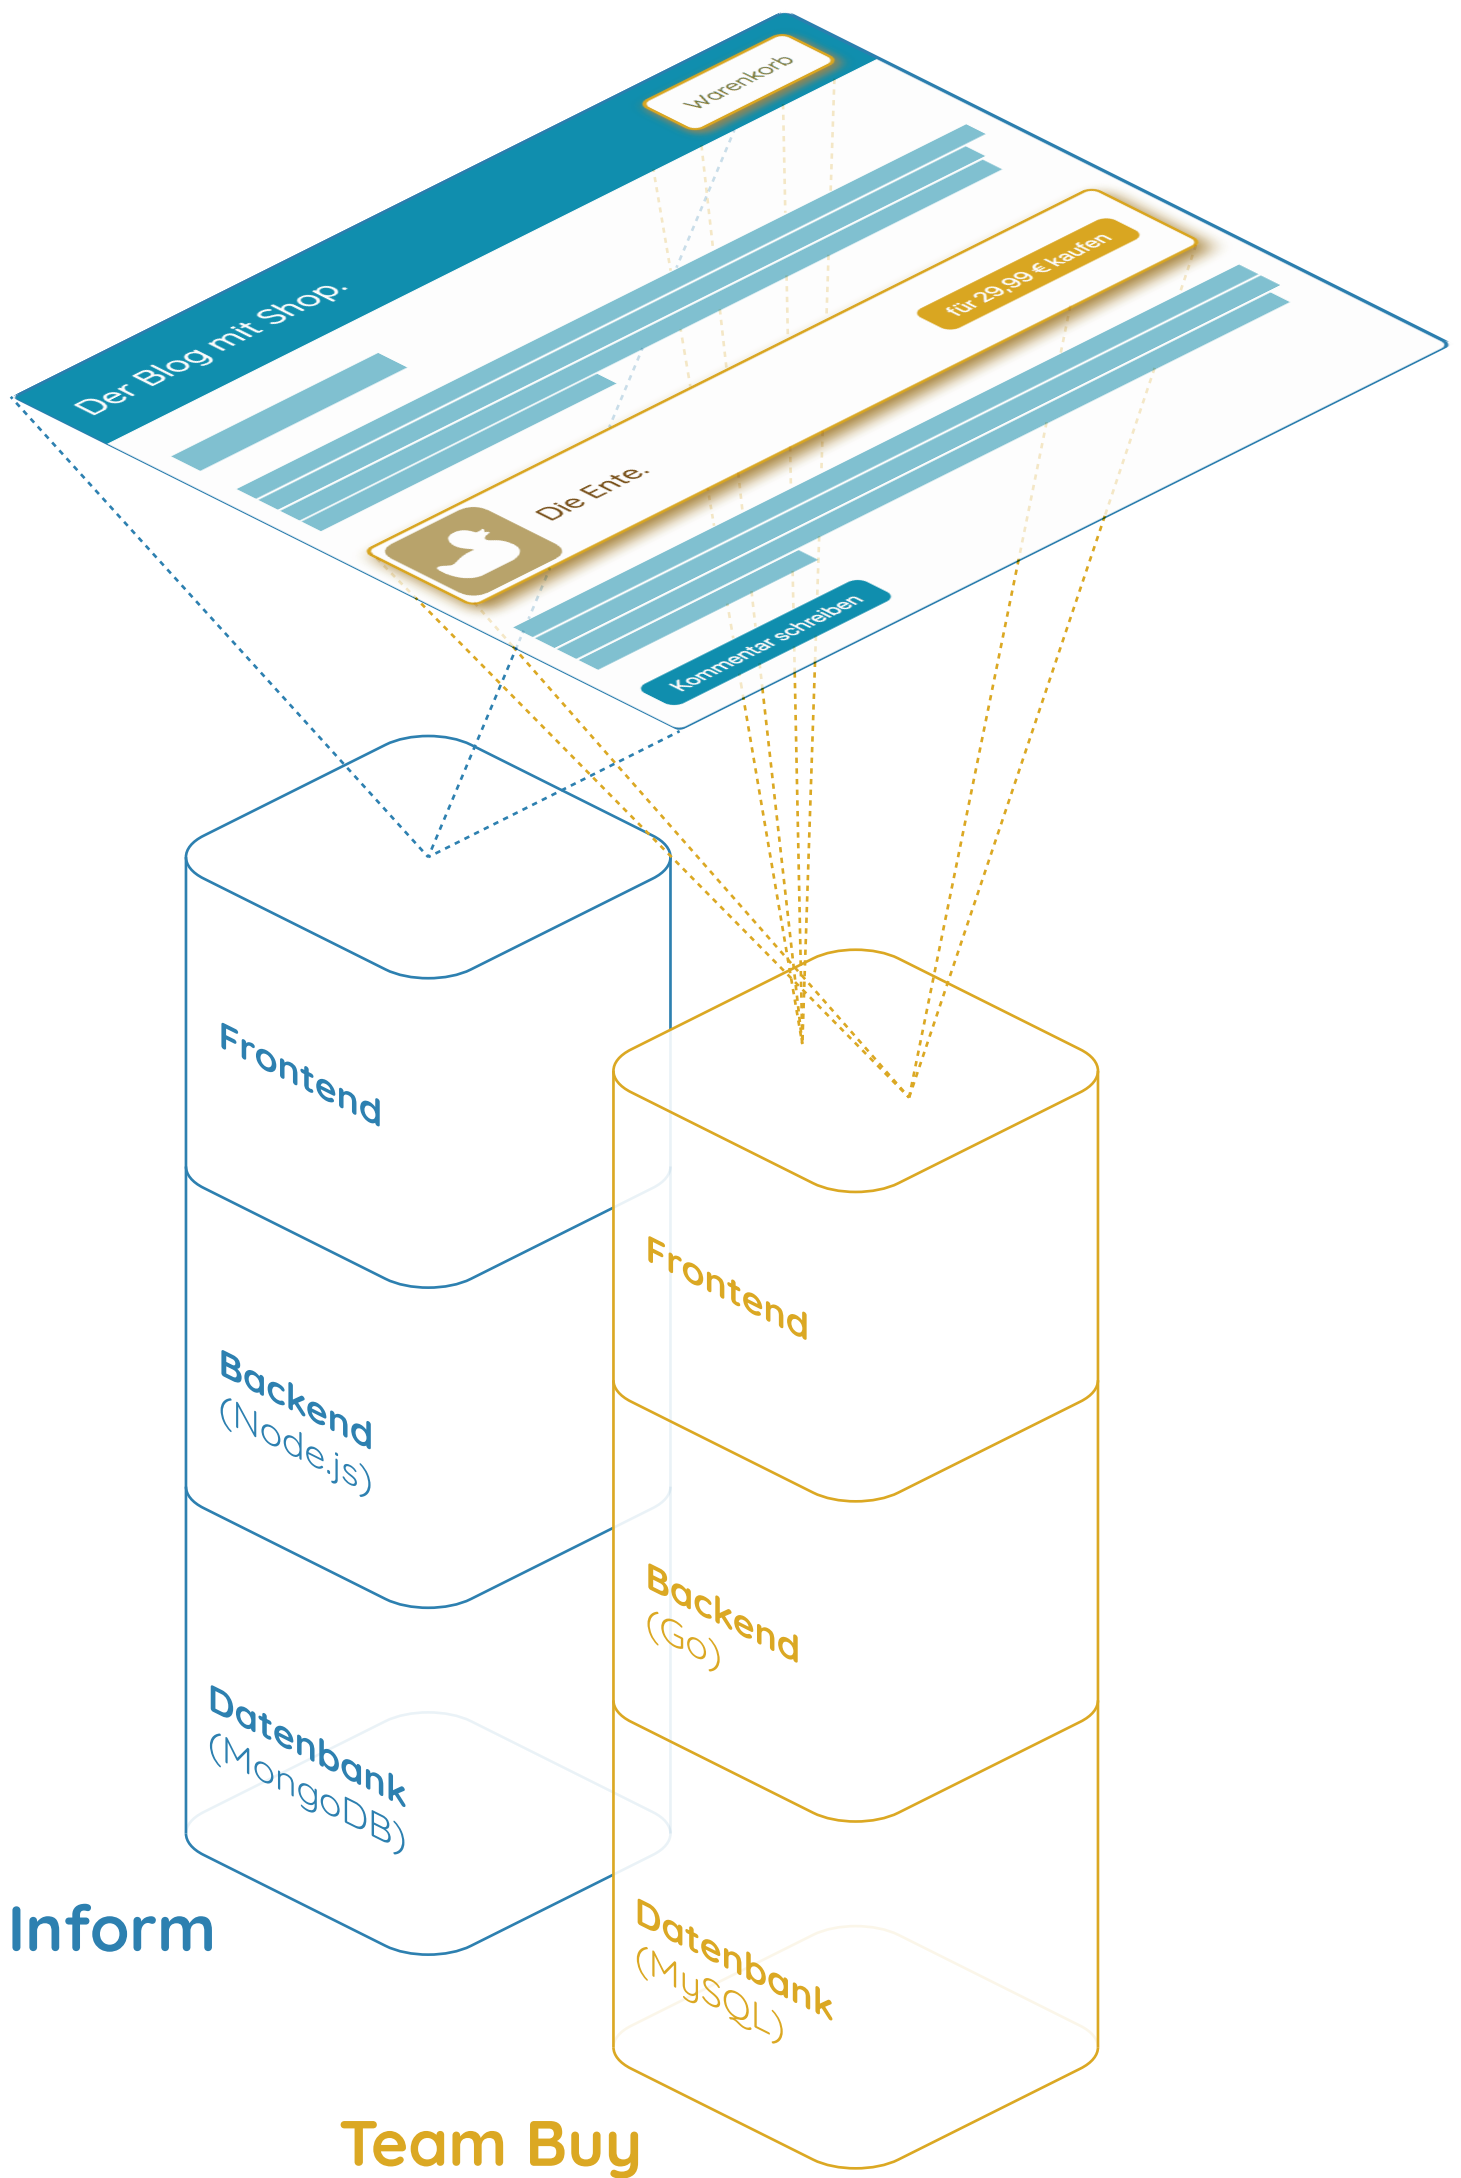 Warenkorb
Der Blog mit Shop.
für 29,99 € kaufen
Die Ente.
Kommentar schreiben
Frontend
Backend
(Node.js)
Datenbank
(MongoDB)
Inform
Frontend
Backend
(Go)
Datenbank
(MySQL)
Team Buy